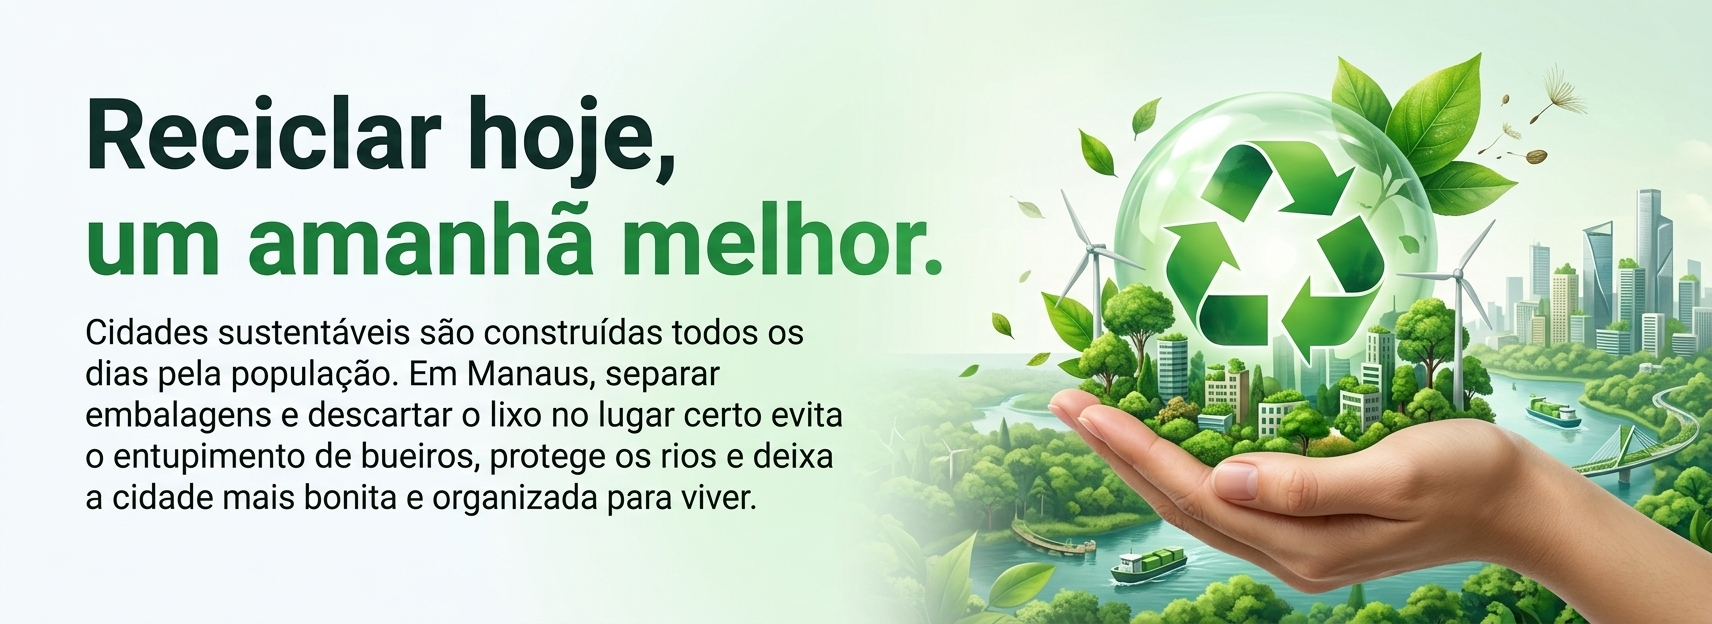 Reciclar hoje,
um amanhã melhor.
Cidades sustentáveis são construídas todos os
dias pela população. Em Manaus, separar
embalagens e descartar o lixo no lugar certo evita
o entupimento de bueiros, protege os rios e deixa
a cidade mais bonita e organizada para viver.